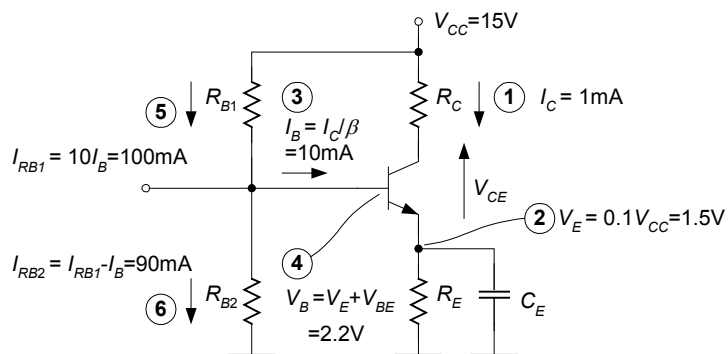 V_CC = 15V
5
R_B1
3
R_C
1
I_C = 1mA
I_B = I_C/β
=10mA
I_RB1 = 10I_B=100mA
V_CE
2
V_E = 0.1V_CC=1.5V
I_RB2 = I_RB1-I_B=90mA
4
6
R_B2
V_B=V_E+V_BE
=2.2V
R_E
C_E